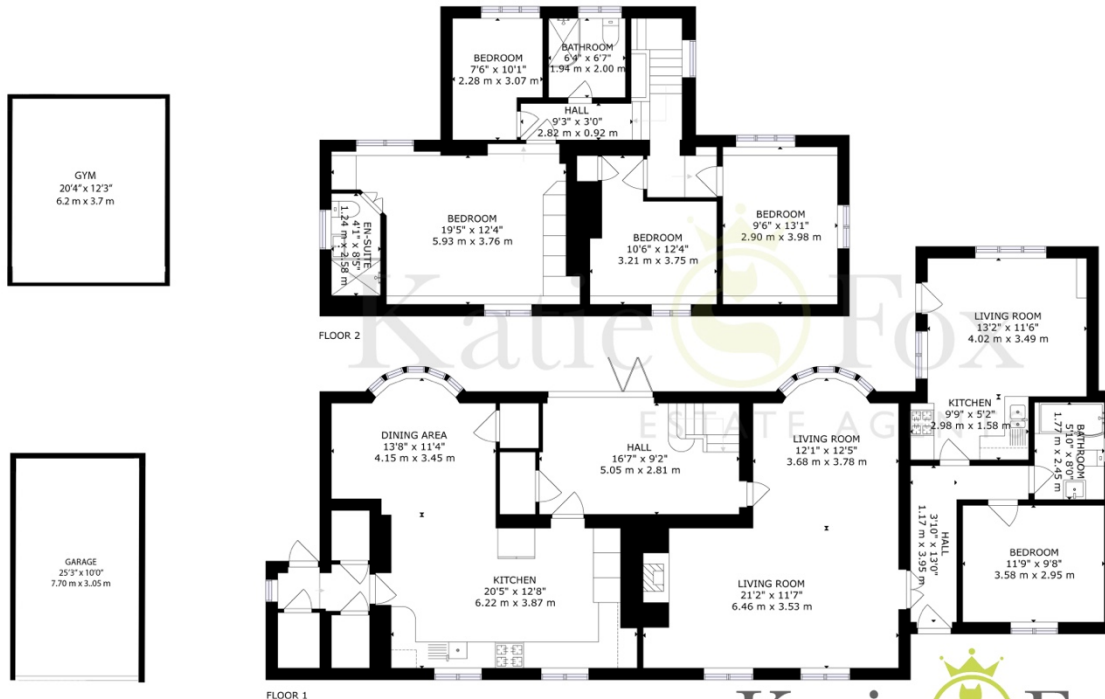 GYM
20'4" x 12'3"
6.2 m x 3.7 m
GARAGE
25'3" x 10'0"
7.70 m x 3.05 m
BEDROOM
7'6" x 10'1"
2.28 m x 3.07 m
BATHROOM
6'4" x 6'7"
1.94 m x 2.00 m
HALL
9'3" x 3'0"
2.82 m x 0.92 m
EN-SUITE
4'1" x 8'5"
1.24 m x 2.58 m
BEDROOM
19'5" x 12'4"
5.93 m x 3.76 m
BEDROOM
10'6" x 12'4"
3.21 m x 3.75 m
BEDROOM
9'6" x 13'1"
2.90 m x 3.98 m
FLOOR 2
Katie Fox
ESTATE AGENT
DINING AREA
13'8" x 11'4"
4.15 m x 3.45 m
HALL
16'7" x 9'2"
5.05 m x 2.81 m
LIVING ROOM
12'1" x 12'5"
3.68 m x 3.78 m
LIVING ROOM
13'2" x 11'6"
4.02 m x 3.49 m
KITCHEN
9'9" x 5'2"
2.98 m x 1.58 m
BATHROOM
5'10" x 8'0"
1.77 m x 2.45 m
HALL
3'10" x 13'0"
1.17 m x 3.95 m
BEDROOM
11'9" x 9'8"
3.58 m x 2.95 m
KITCHEN
20'5" x 12'8"
6.22 m x 3.87 m
LIVING ROOM
21'2" x 11'7"
6.46 m x 3.53 m
FLOOR 1